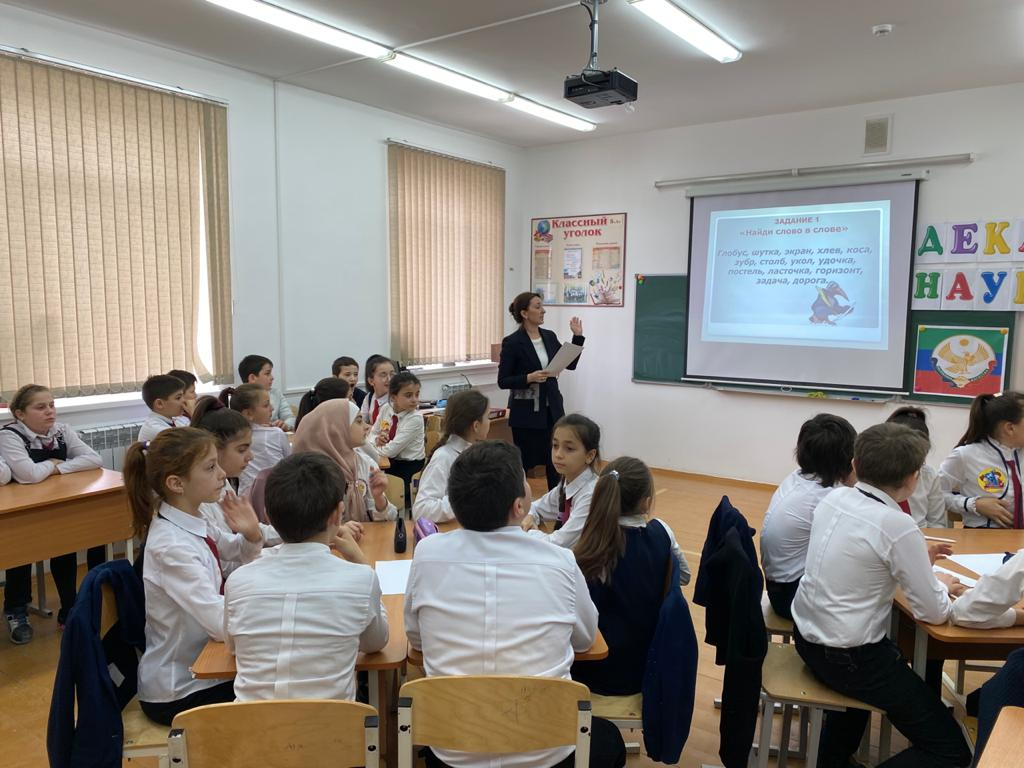 Классный
уголок
ЗАДАНИЕ 1
«Найди слово в слове»
Глобус, шутка, экран, хлев, коса,
зубр, столб, укол, удочка,
постель, ласточка, горизонт,
задача, дорога.
ДЕКА
НАУК